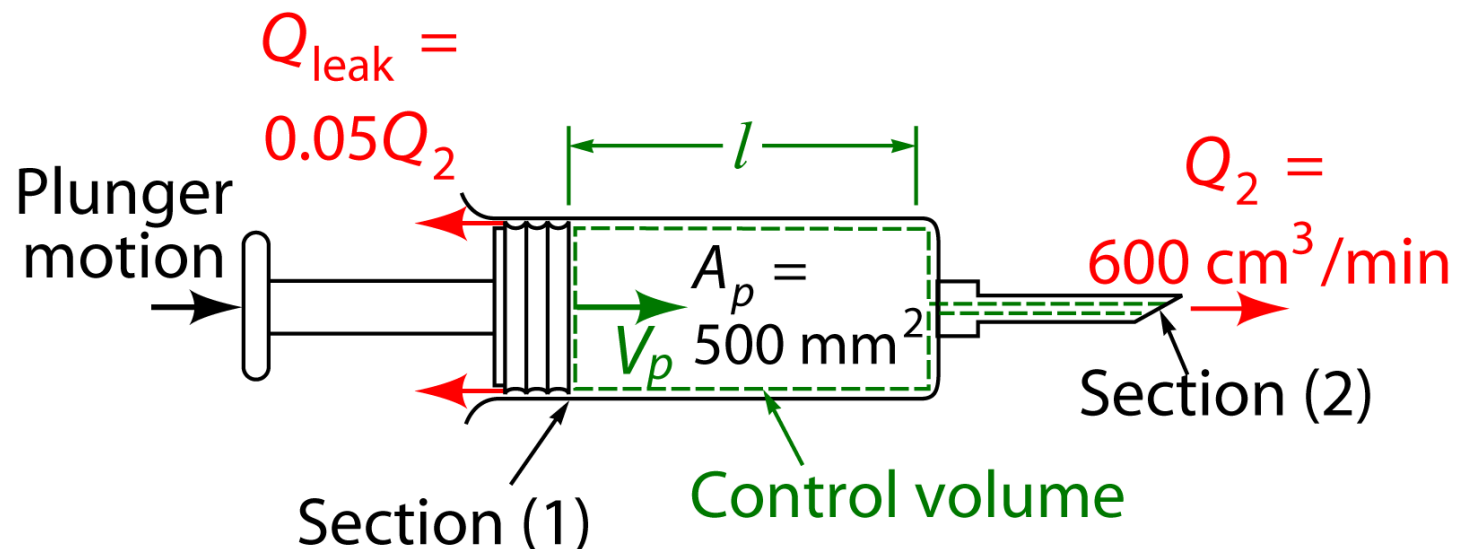 Q_leak =
0.05Q_2
Plunger
motion
l
Q_2 =
600 cm^3/min
A_p =
500 mm^2
V_p
Section (2)
Control volume
Section (1)